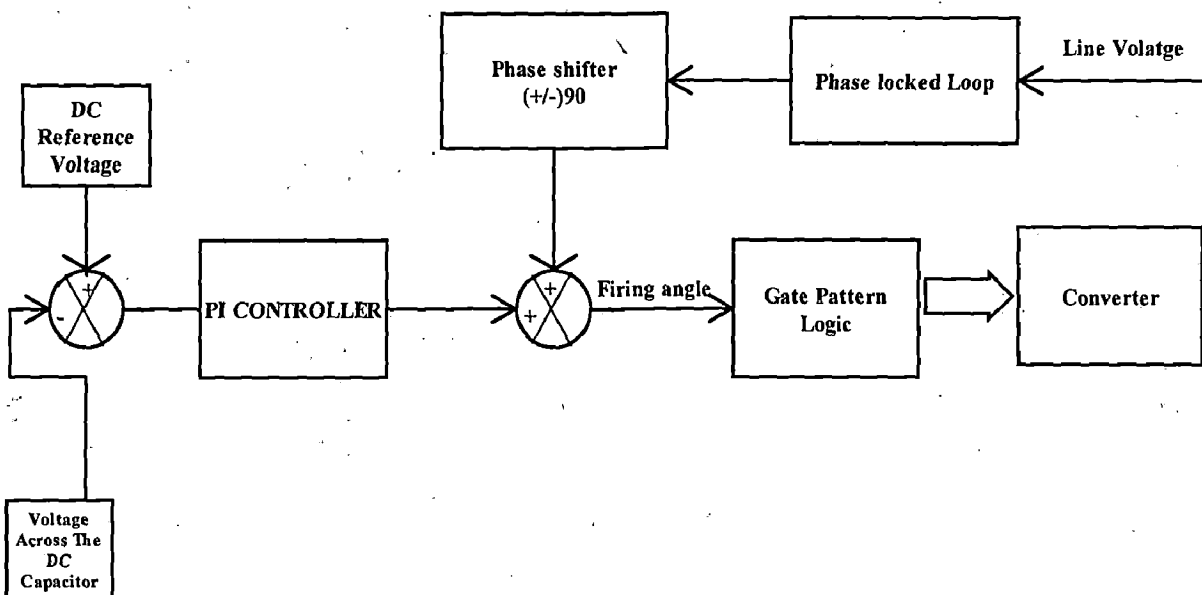 Phase shifter
(+/-)90
Phase locked Loop
Line Volatge
DC
Reference
Voltage
+
-
PI CONTROLLER
+
+
Firing angle
Gate Pattern
Logic
Converter
Voltage
Across The
DC
Capacitor